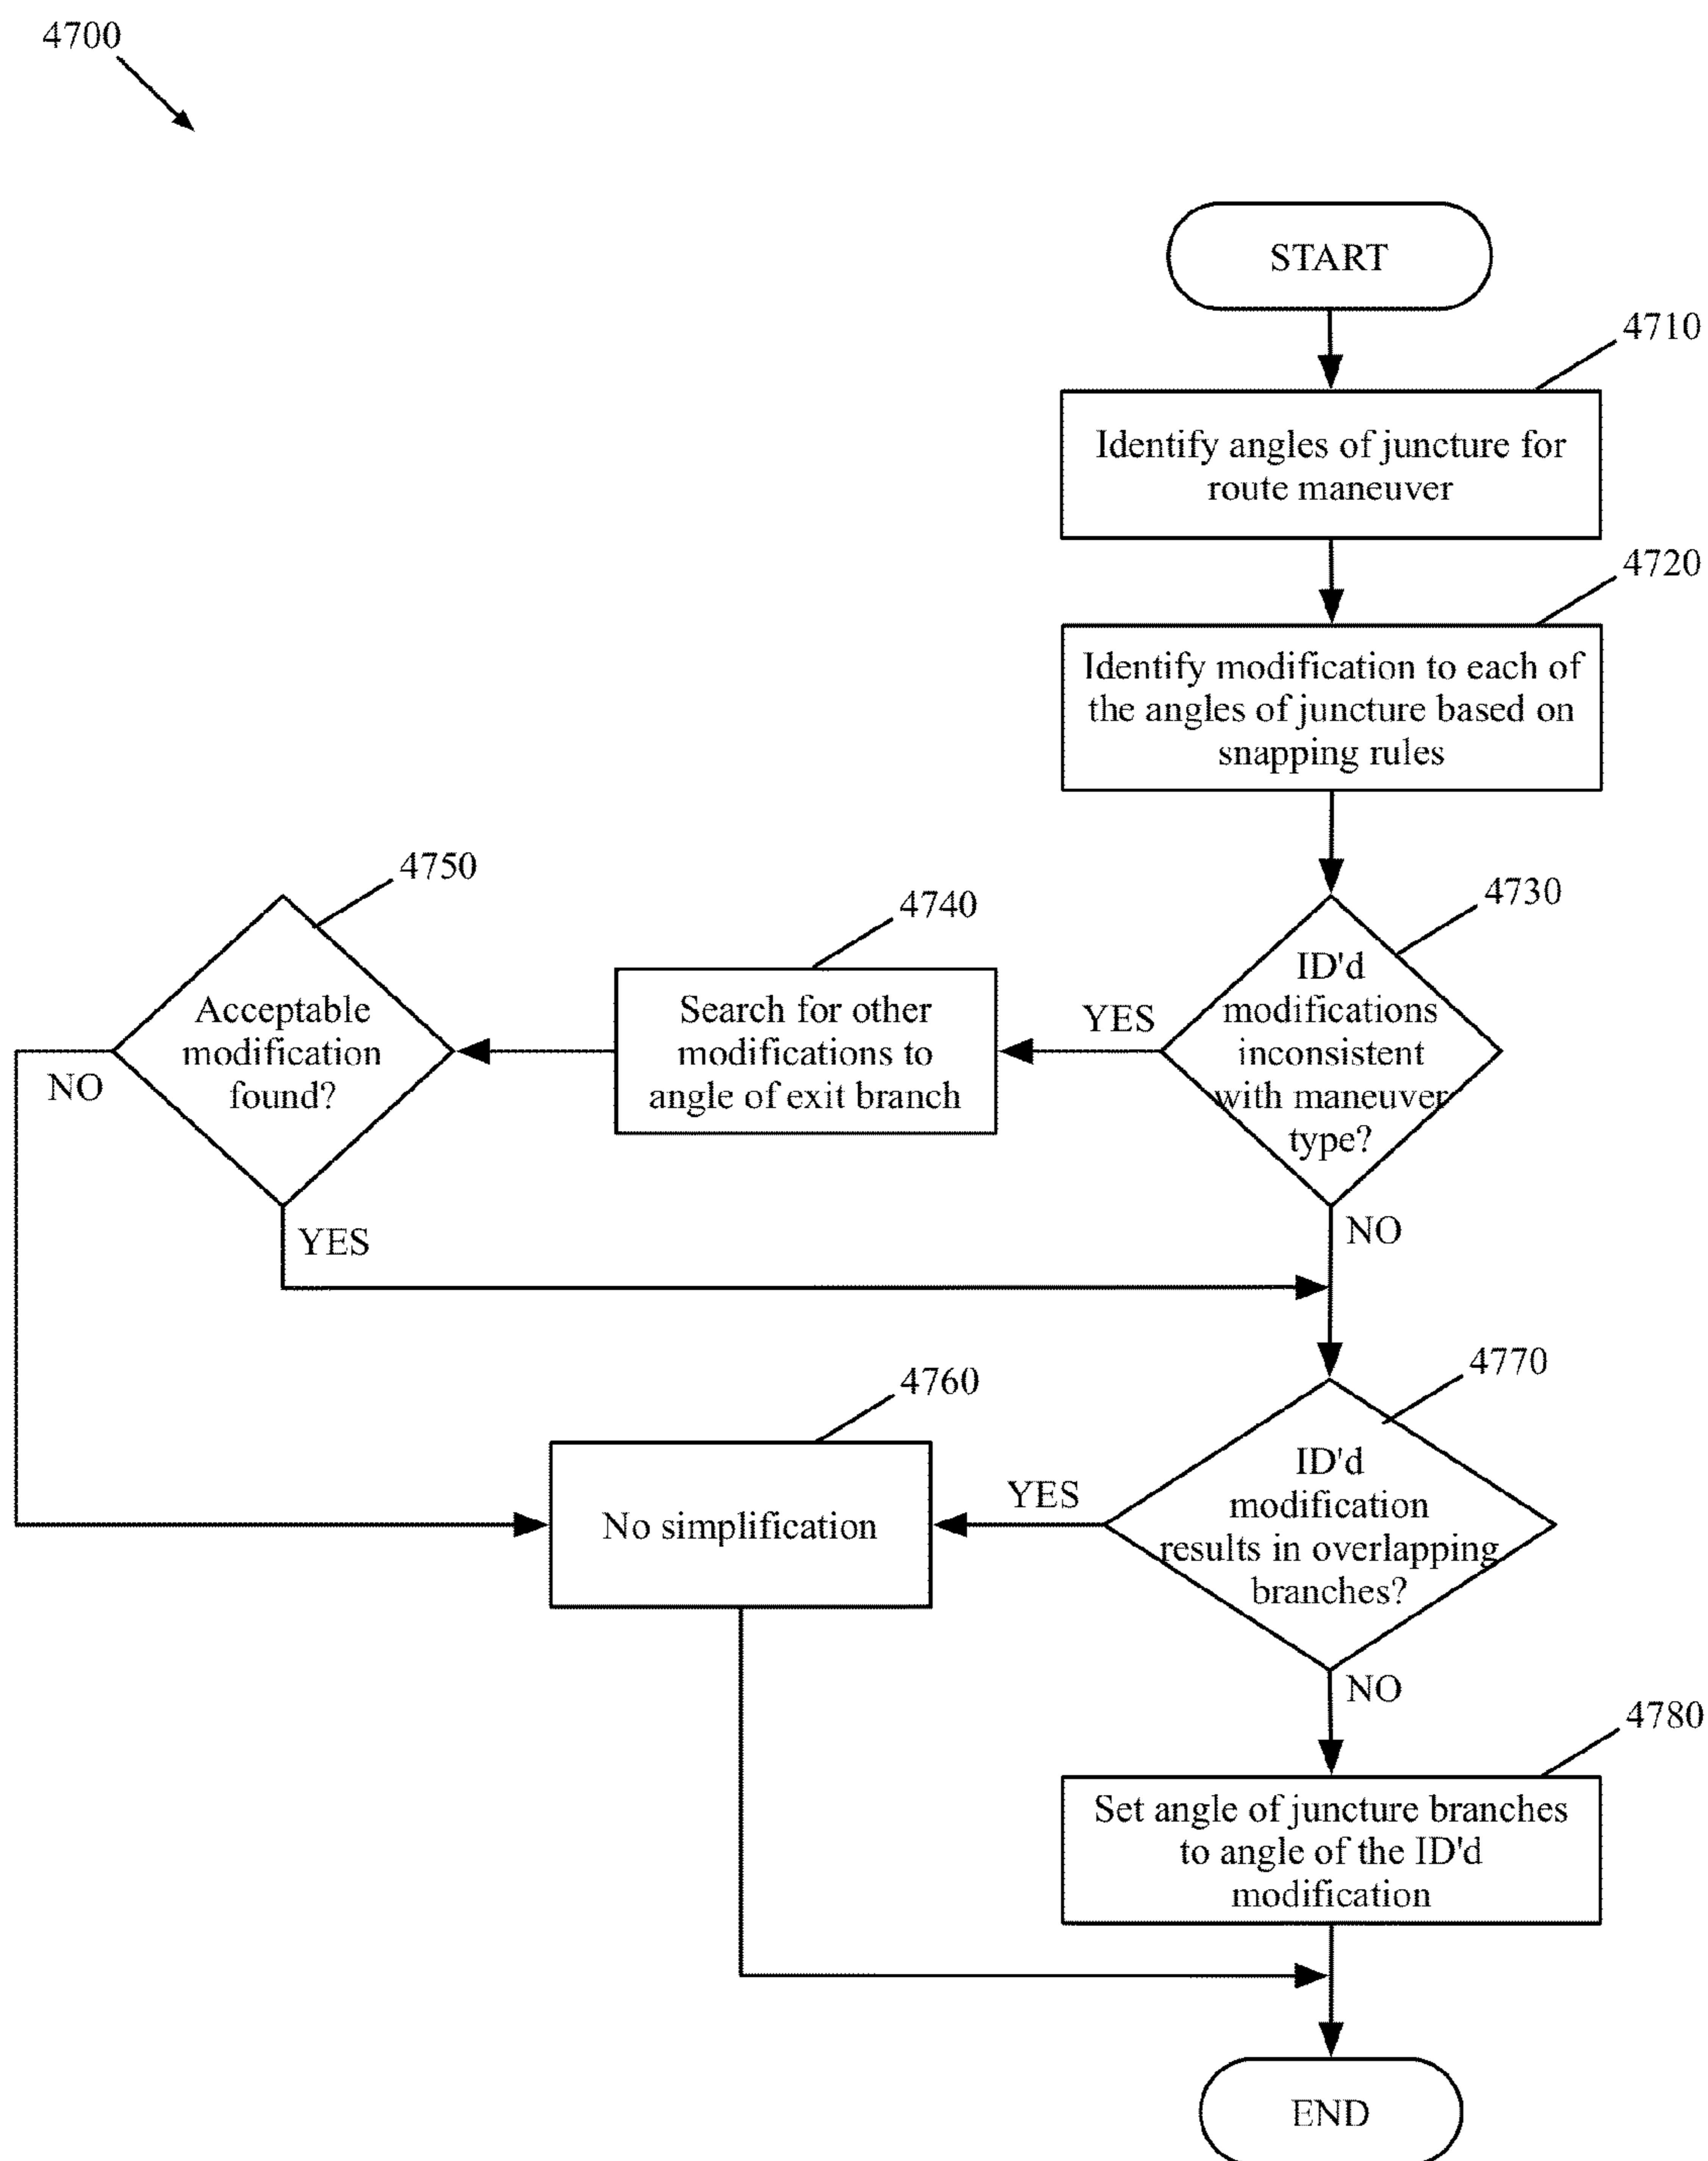 4700
START
4710
Identify angles of juncture for
route maneuver
4720
Identify modification to each of
the angles of juncture based on
snapping rules
4730
ID'd
modifications
inconsistent
with maneuver
type?
YES
NO
4740
Search for other
modifications to
angle of exit branch
4750
Acceptable
modification
found?
NO
YES
4760
No simplification
4770
ID'd
modification
results in overlapping
branches?
YES
NO
4780
Set angle of juncture branches
to angle of the ID'd
modification
END